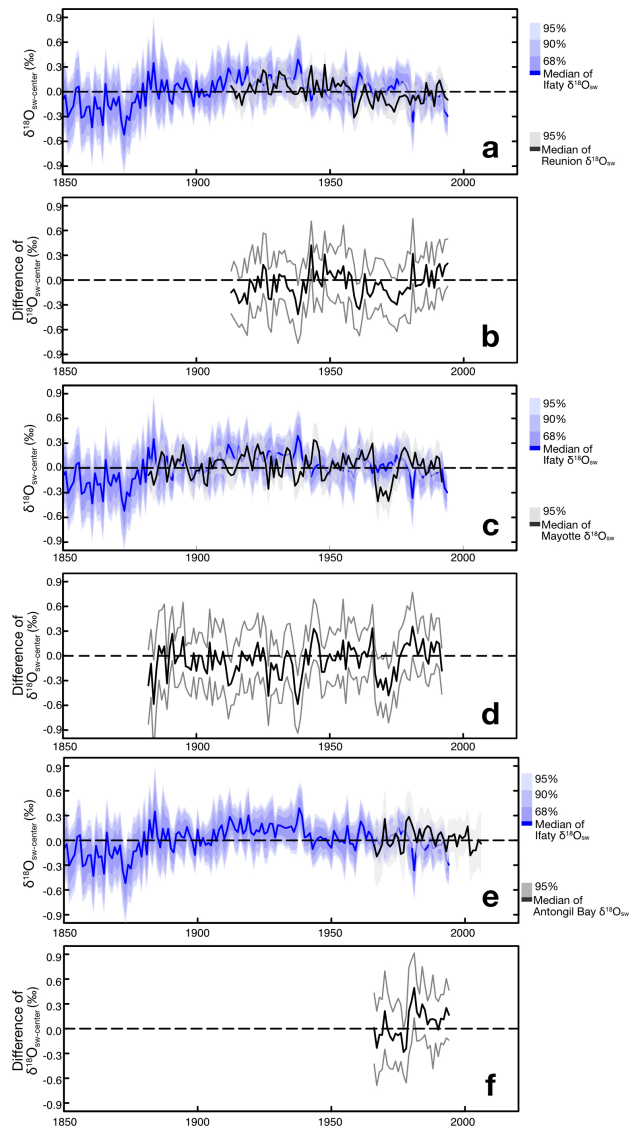 0.9
0.6
0.3
0.0
-0.3
-0.6
-0.9
δ¹⁸Osw-center (‰)
1850
1900
1950
2000
a
95%
90%
68%
Median of
Ifaty δ¹⁸Osw
95%
Median of
Reunion δ¹⁸Osw
0.9
0.6
0.3
0.0
-0.3
-0.6
-0.9
Difference of
δ¹⁸Osw-center (‰)
1850
1900
1950
2000
b
0.9
0.6
0.3
0.0
-0.3
-0.6
-0.9
δ¹⁸Osw-center (‰)
1850
1900
1950
2000
c
95%
90%
68%
Median of
Ifaty δ¹⁸Osw
95%
Median of
Mayotte δ¹⁸Osw
0.9
0.6
0.3
0.0
-0.3
-0.6
-0.9
Difference of
δ¹⁸Osw-center (‰)
1850
1900
1950
2000
d
0.9
0.6
0.3
0.0
-0.3
-0.6
-0.9
δ¹⁸Osw-center (‰)
1850
1900
1950
2000
e
95%
90%
68%
Median of
Ifaty δ¹⁸Osw
95%
Median of
Antongil Bay δ¹⁸Osw
0.9
0.6
0.3
0.0
-0.3
-0.6
-0.9
Difference of
δ¹⁸Osw-center (‰)
1850
1900
1950
2000
f